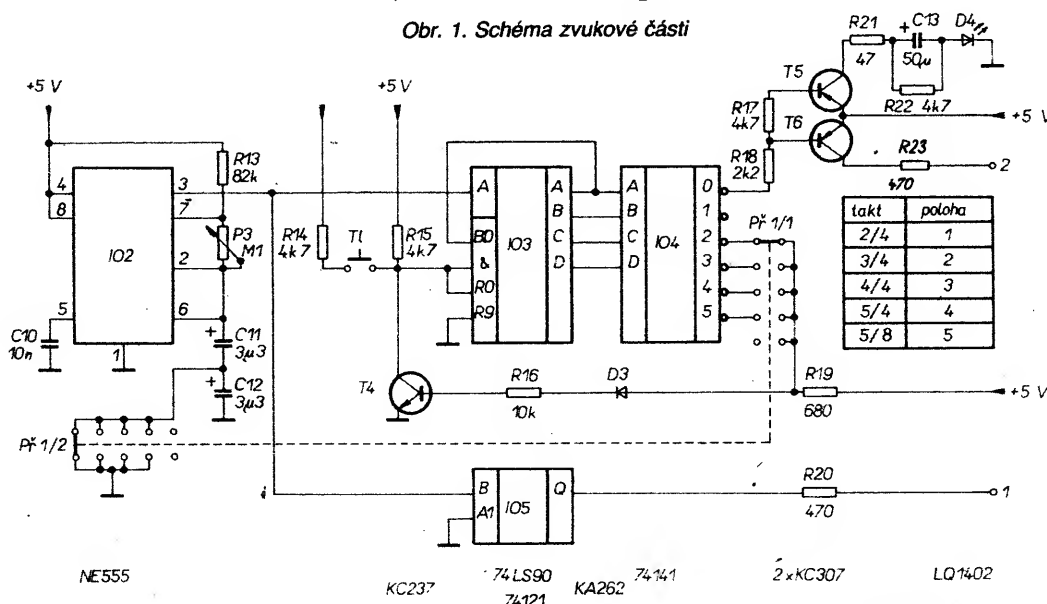 Obr. 1. Schéma zvukové části
+5 V
+5 V
R21
47
C13
+
50µ
D4
T5
R22 4k7
+5 V
T6
R17
4k7
R18
2k2
R23
470
2
R13
82k
4
8
3
7
2
6
5
1
IO2
P3
M1
C10
10n
+
C11
3µ3
+
C12
3µ3
R14
4k7
Tl
R15
4k7
A
BD
&
R0
R9
IO3
A
B
C
D
A
B
C
D
IO4
0
1
2
3
4
5
Př 1/1
takt poloha
2/4 1
3/4 2
4/4 3
5/4 4
5/8 5
T4
R16
10k
D3
R19
680
+5 V
Př 1/2
B
A1
IO5
Q
R20
470
1
NE555
KC237
74LS90
74121
KA262
74141
2xKC307
LQ1402